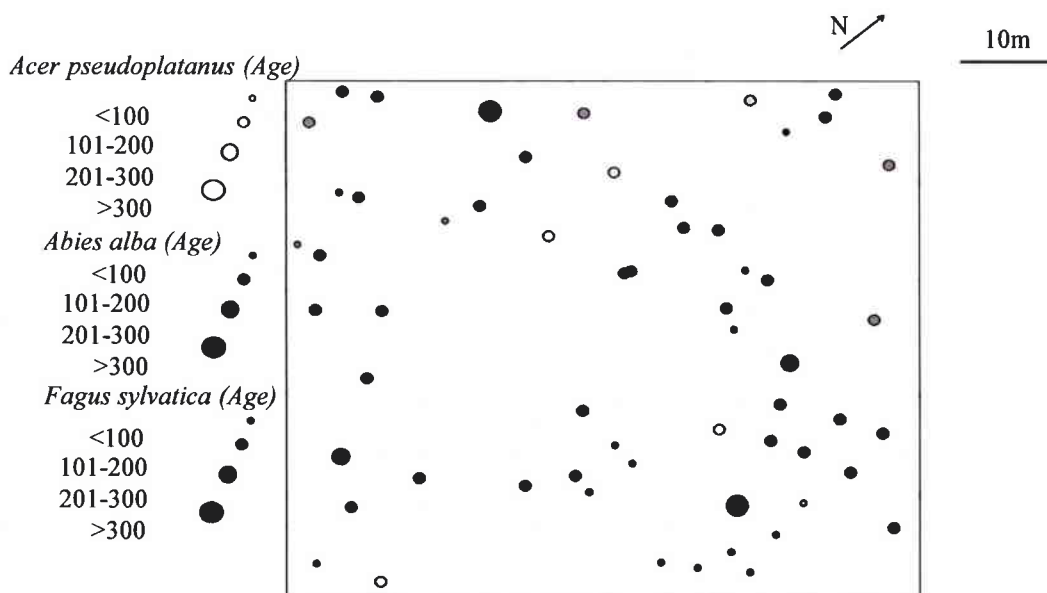 N
10m
Acer pseudoplatanus (Age)
<100
101-200
201-300
>300
Abies alba (Age)
<100
101-200
201-300
>300
Fagus sylvatica (Age)
<100
101-200
201-300
>300